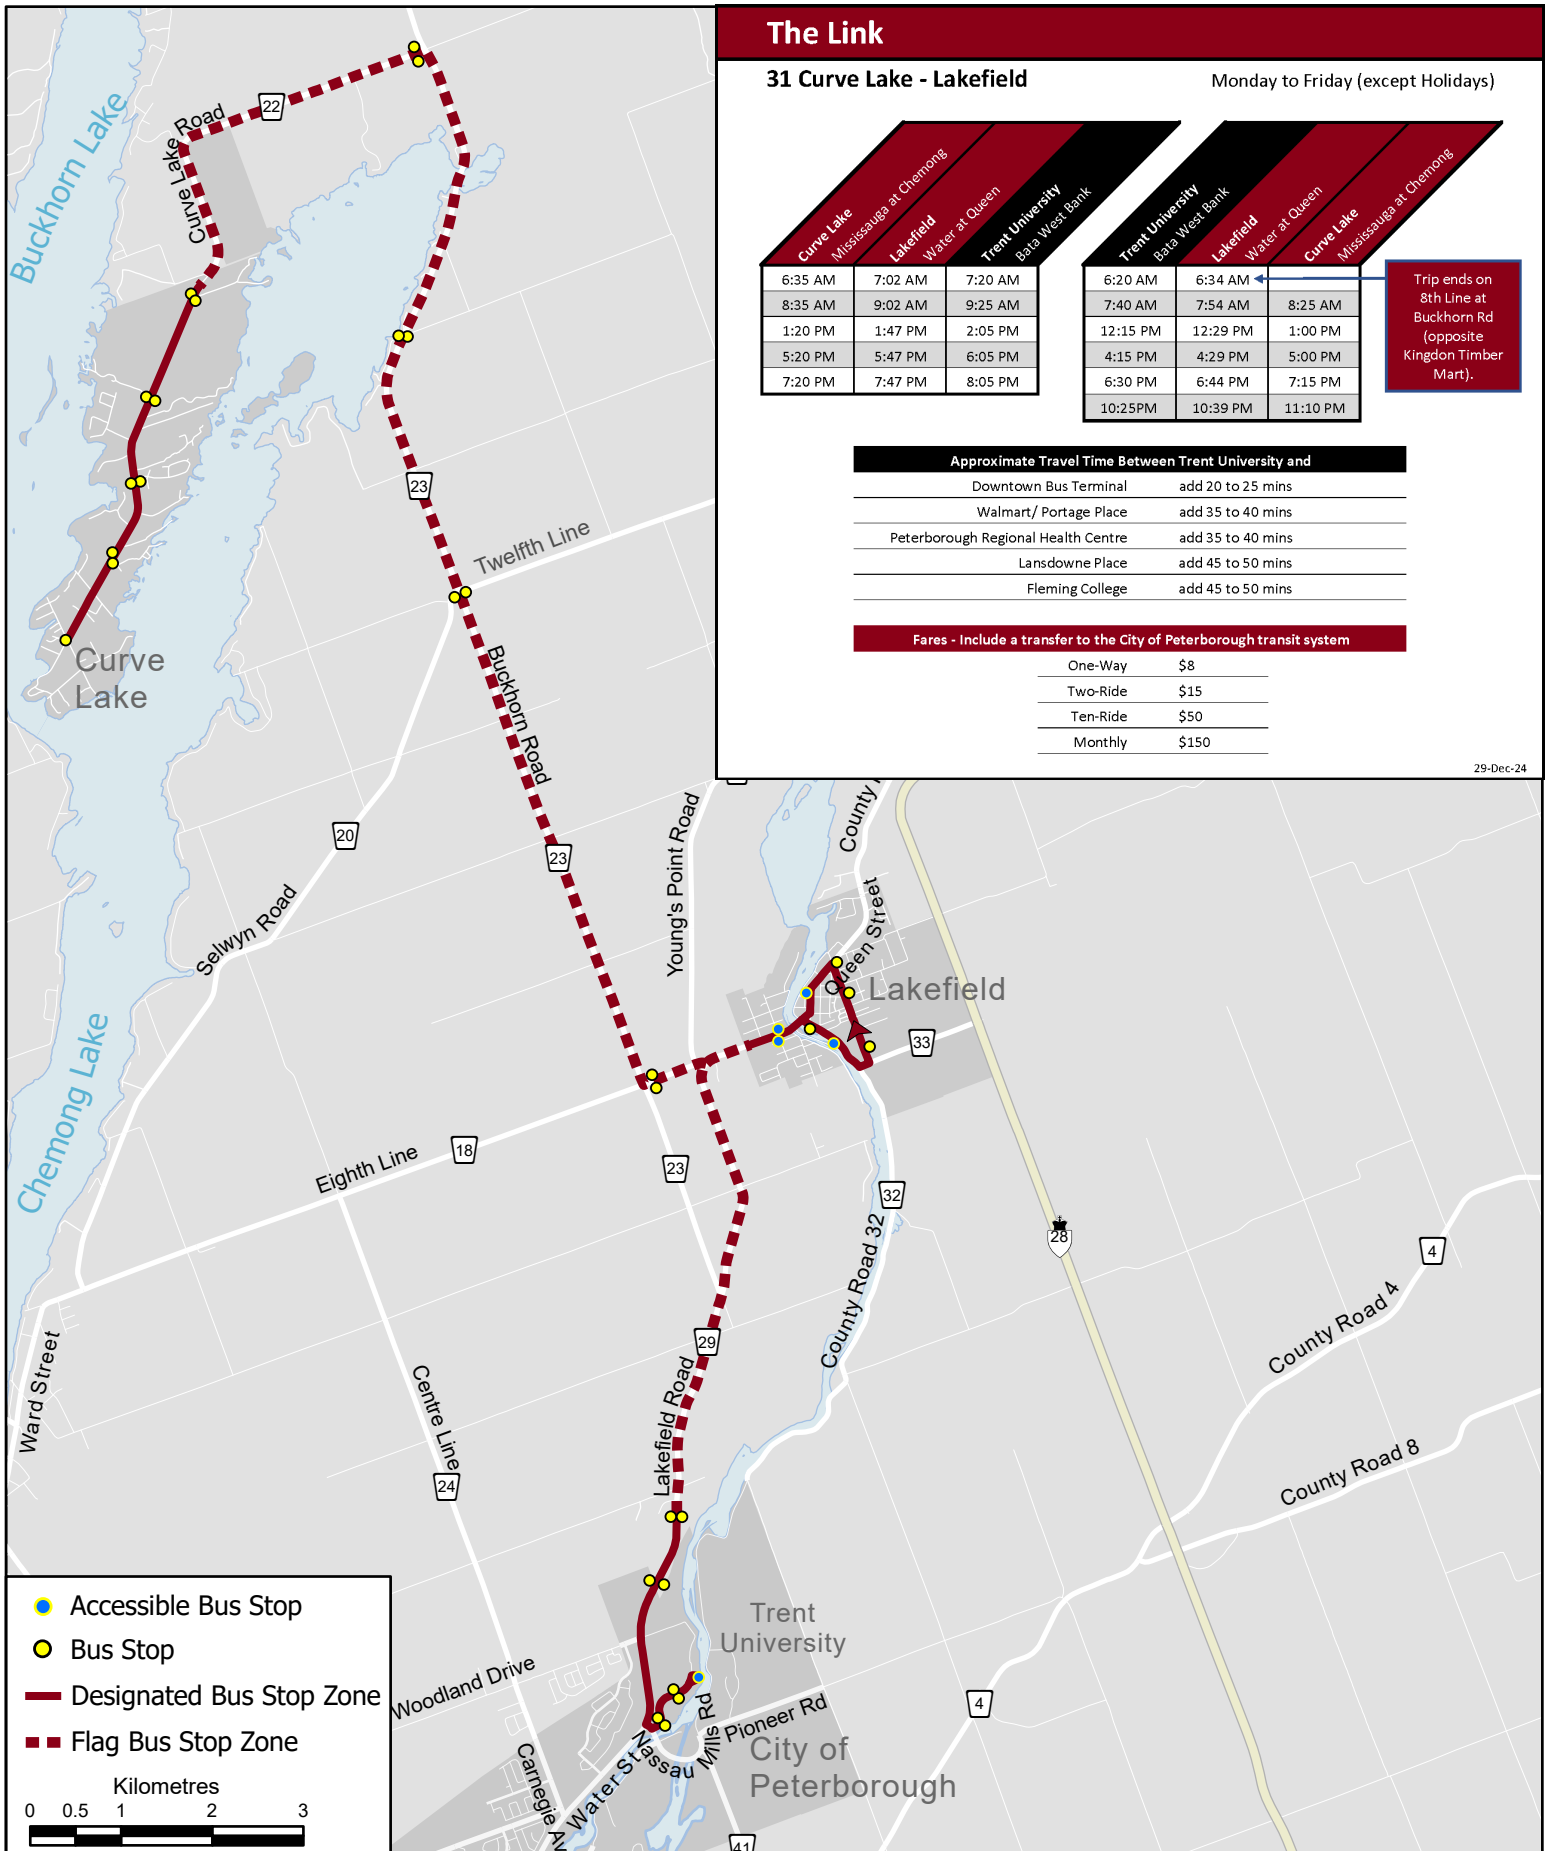 The Link
31 Curve Lake - Lakefield
Monday to Friday (except Holidays)
Curve Lake
Mississauga at Chemong
Lakefield
Water at Queen
Trent University
Bata West Bank
6:35 AM 7:02 AM 7:20 AM
8:35 AM 9:02 AM 9:25 AM
1:20 PM 1:47 PM 2:05 PM
5:20 PM 5:47 PM 6:05 PM
7:20 PM 7:47 PM 8:05 PM
Trent University
Bata West Bank
Lakefield
Water at Queen
Curve Lake
Mississauga at Chemong
6:20 AM 6:34 AM
7:40 AM 7:54 AM 8:25 AM
12:15 PM 12:29 PM 1:00 PM
4:15 PM 4:29 PM 5:00 PM
6:30 PM 6:44 PM 7:15 PM
10:25PM 10:39 PM 11:10 PM
Trip ends on
8th Line at
Buckhorn Rd
(opposite
Kingdon Timber
Mart).
Approximate Travel Time Between Trent University and
Downtown Bus Terminal add 20 to 25 mins
Walmart/ Portage Place add 35 to 40 mins
Peterborough Regional Health Centre add 35 to 40 mins
Lansdowne Place add 45 to 50 mins
Fleming College add 45 to 50 mins
Fares - Include a transfer to the City of Peterborough transit system
One-Way $8
Two-Ride $15
Ten-Ride $50
Monthly $150
29-Dec-24
Buckhorn Lake
Curve Lake Road
22
23
Twelfth Line
Curve
Lake
Buckhorn Road
20
23
Selwyn Road
Young's Point Road
County
Queen Street
Lakefield
33
Chemong Lake
Eighth Line
18
23
32
28
4
County Road 32
County Road 4
29
Ward Street
Centre Line
Lakefield Road
24
County Road 8
Trent
University
Woodland Drive
Pioneer Rd
4
Nassau Mills Rd
City of
Peterborough
Water St
Carnegie Av
41
Accessible Bus Stop
Bus Stop
Designated Bus Stop Zone
Flag Bus Stop Zone
Kilometres
0 0.5 1 2 3